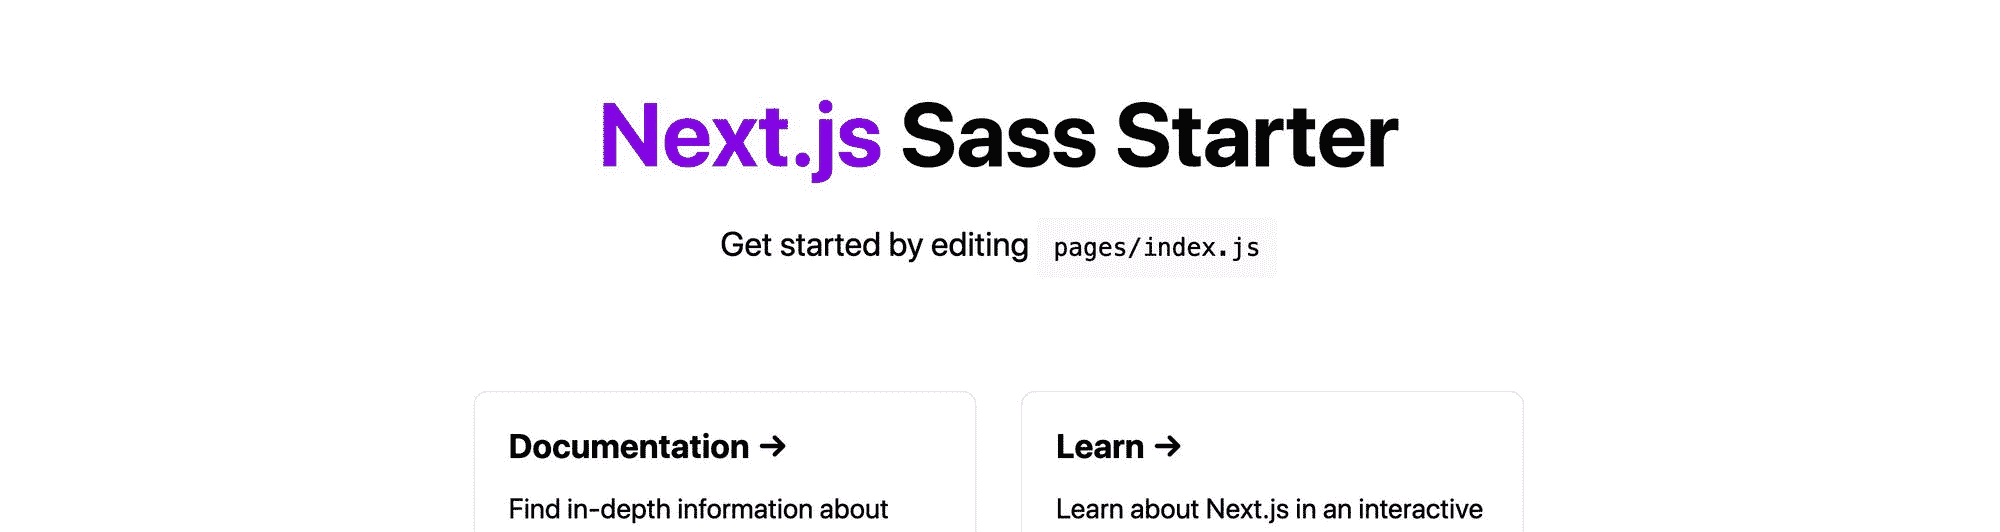 Next.js Sass Starter
Get started by editing pages/index.js
Documentation →
Find in-depth information about
Learn →
Learn about Next.js in an interactive